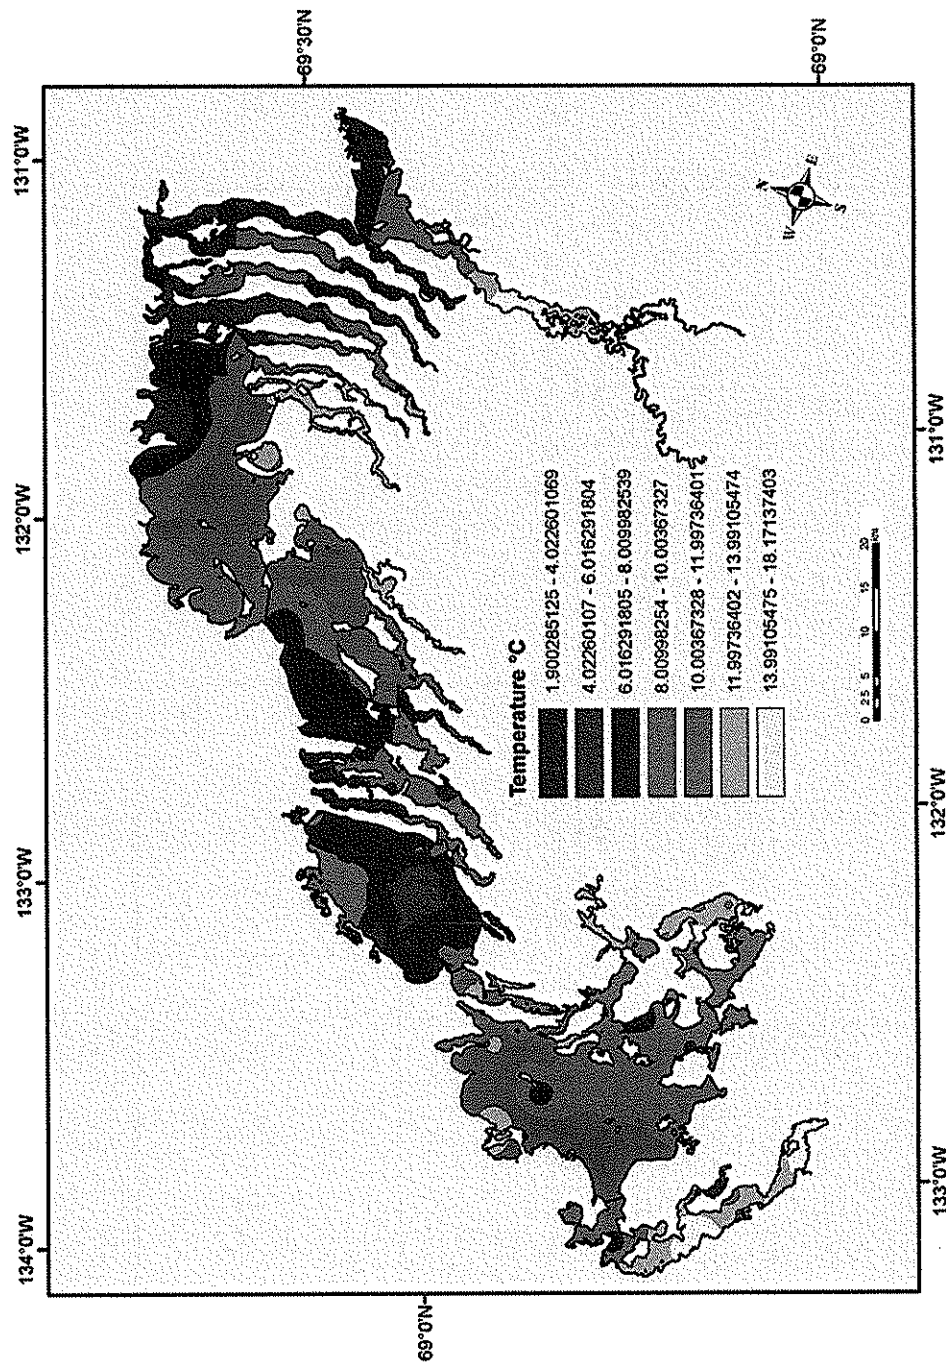 134°0'W
133°0'W
132°0'W
131°0'W
69°30'N
69°0'N
69°0'N
133°0'W
132°0'W
131°0'W
Temperature °C
1.900285125 - 4.022601069
4.02260107 - 6.016291804
6.016291805 - 8.009982539
8.00998254 - 10.00367327
10.00367328 - 11.99736401
11.99736402 - 13.99105474
13.99105475 - 18.17137403
0 2.5 5 10 15 20
km
N
W
E
S